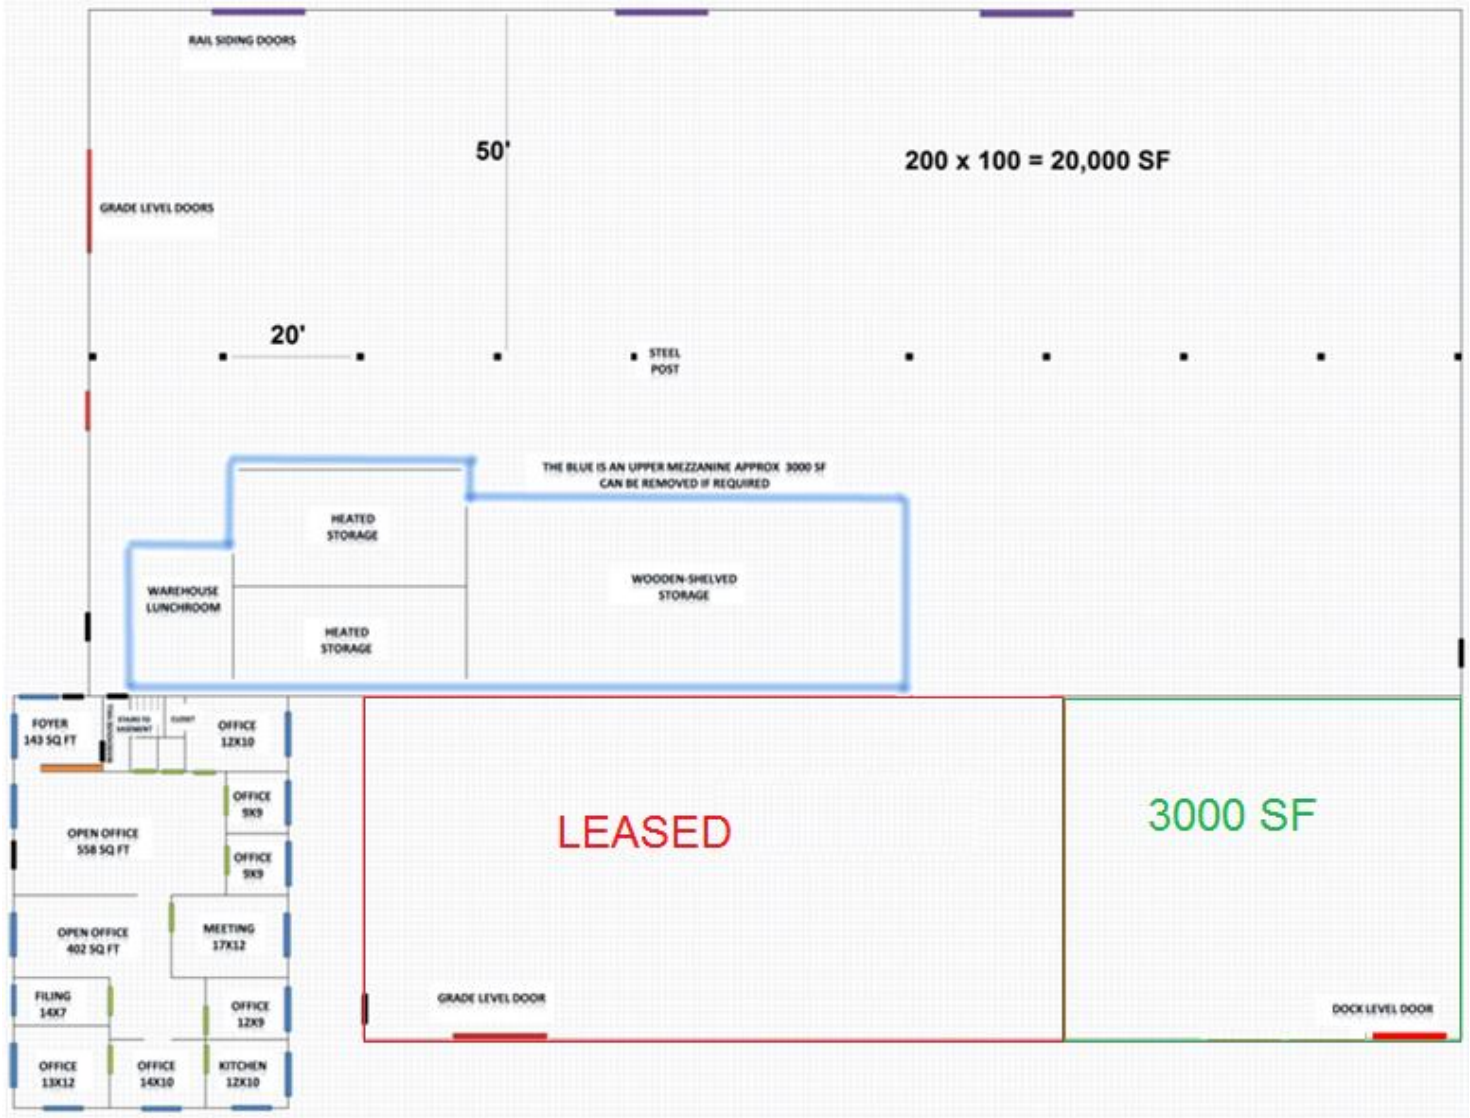 RAIL SIDING DOORS
50'
200 x 100 = 20,000 SF
GRADE LEVEL DOORS
20'
STEEL
POST
THE BLUE IS AN UPPER MEZZANINE APPROX 3000 SF
CAN BE REMOVED IF REQUIRED
HEATED
STORAGE
WAREHOUSE
LUNCHROOM
WOODEN-SHELVED
STORAGE
HEATED
STORAGE
FOYER
143 SQ FT
STAIRS TO
BASEMENT
CLOSET
OFFICE
12X10
OFFICE
9X9
OPEN OFFICE
558 SQ FT
OFFICE
9X9
LEASED
3000 SF
OPEN OFFICE
402 SQ FT
MEETING
17X12
FILING
14X7
OFFICE
12X9
GRADE LEVEL DOOR
DOCK LEVEL DOOR
OFFICE
13X12
OFFICE
14X10
KITCHEN
12X10